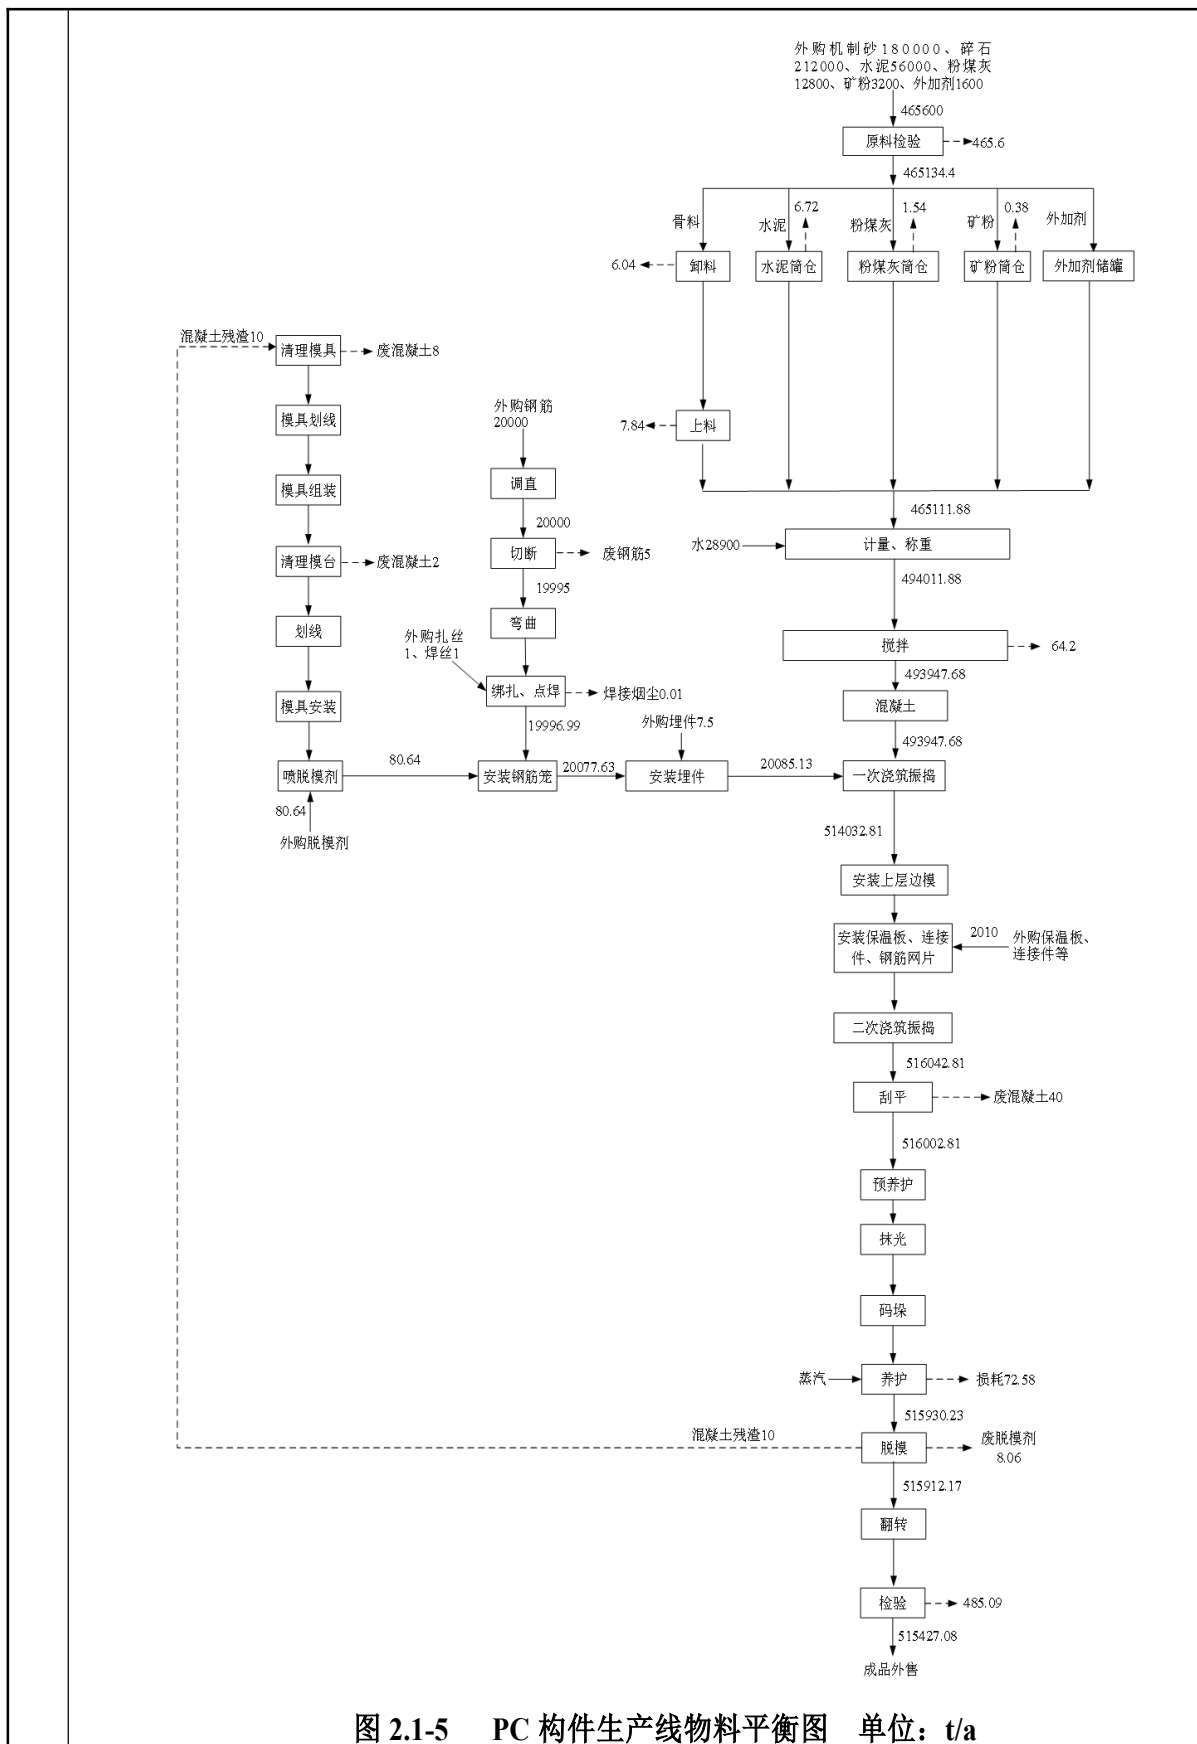 外购机制砂180000、碎石
212000、水泥56000、粉煤灰
12800、矿粉3200、外加剂1600
465600
原料检验
465.6
465134.4
骨料
水泥
6.72
粉煤灰
1.54
矿粉
0.38
外加剂
6.04
卸料
水泥筒仓
粉煤灰筒仓
矿粉筒仓
外加剂储罐
混凝土残渣10
清理模具
废混凝土8
模具划线
外购钢筋
20000
7.84
上料
调直
模具组装
465111.88
20000
水28900
计量、称重
切断
废钢筋5
清理模台
废混凝土2
494011.88
19995
弯曲
划线
外购扎丝
1、焊丝1
搅拌
64.2
493947.68
绑扎、点焊
焊接烟尘0.01
模具安装
混凝土
19996.99
外购埋件7.5
493947.68
喷脱模剂
80.64
安装钢筋笼
20077.63
安装埋件
20085.13
一次浇筑振捣
80.64
外购脱模剂
514032.81
安装上层边模
安装保温板、连接
件、钢筋网片
2010
外购保温板、
连接件等
二次浇筑振捣
516042.81
刮平
废混凝土40
516002.81
预养护
抹光
码垛
蒸汽
养护
损耗72.58
515930.23
混凝土残渣10
脱模
废脱模剂
8.06
515912.17
翻转
检验
485.09
515427.08
成品外售
图 2.1-5 PC 构件生产线物料平衡图 单位：t/a